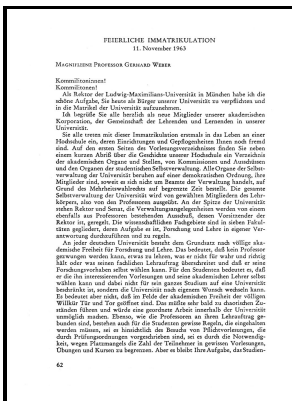 FEIERLICHE IMMATRIKULATION
11. November 1963
MAGNIFIZENZ PROFESSOR GERHARD WEBER
Kommilitoninnen!
Kommilitonen!
Als Rektor der Ludwig-Maximilians-Universität in München habe ich die
schöne Aufgabe, Sie heute als Bürger unserer Universität zu verpflichten und
in die Matrikel der Universität aufzunehmen.
Ich begrüße Sie alle herzlich als neue Mitglieder unserer akademischen
Korporation, der Gemeinschaft der Lehrenden und Lernenden in unserer
Universität.
Sie alle treten mit dieser Immatrikulation erstmals in das Leben an einer
Hochschule ein, deren Einrichtungen und Gepflogenheiten Ihnen noch fremd
sind. Auf den ersten Seiten des Vorlesungsverzeichnisses finden Sie neben
einem kurzen Abriß über die Geschichte unserer Hochschule ein Verzeichnis
der akademischen Organe und Stellen, von Kommissionen und Ausschüssen
und den Organen der studentischen Selbstverwaltung. Alle Organe der Selbst-
verwaltung der Universität beruhen auf einer demokratischen Ordnung, ihre
Mitglieder sind, soweit es sich nicht um Beamte der Verwaltung handelt, auf
Grund des Mehrheitswahlrechts auf begrenzte Zeit bestellt. Die gesamte
Selbstverwaltung der Universität wird von gewählten Mitgliedern des Lehr-
körpers, also von den Professoren ausgeübt. An der Spitze der Universität
stehen Rektor und Senat, die Verwaltungsangelegenheiten werden von einem
ebenfalls aus Professoren bestehenden Ausschuß, dessen Vorsitzender der
Rektor ist, geregelt. Die wissenschaftlichen Fachgebiete sind in sieben Fakul-
täten gegliedert, deren Aufgabe es ist, Forschung und Lehre in eigener Ver-
antwortung durchzuführen und zu regeln.
An jeder deutschen Universität besteht dem Grundsatz nach völlige aka-
demische Freiheit für Forschung und Lehre. Das bedeutet, daß kein Professor
gezwungen werden kann, etwas zu lehren, was er nicht für wahr und richtig
hält oder was seinen fachlichen Lehrauftrag überschreitet und daß er seine
Forschungsvorhaben selbst wählen kann. Für den Studenten bedeutet es, daß
er die ihn interessierenden Vorlesungen und seine akademischen Lehrer selbst
wählen kann und dabei nicht für sein ganzes Studium auf eine Universität
beschränkt ist, sondern die Universität nach eigenem Wunsch wechseln kann.
Es bedeutet aber nicht, daß im Felde der akademischen Freiheit der völligen
Willkür Tür und Tor geöffnet sind. Das müßte sehr bald zu chaotischen Zu-
ständen führen und würde eine geordnete Arbeit innerhalb der Universität
unmöglich machen. Ebenso, wie die Professoren an ihren Lehrauftrag ge-
bunden sind, bestehen auch für die Studenten gewisse Regeln, die eingehalten
werden müssen, sei es hinsichtlich des Besuchs von Pflichtvorlesungen, die
durch Prüfungsordnungen vorgeschrieben sind, sei es durch die Notwendig-
keit, wegen Platzmangels die Zahl der Teilnehmer in gewissen Vorlesungen,
Übungen und Kursen zu begrenzen. Aber es bleibt Ihre Aufgabe, das Studien-
62